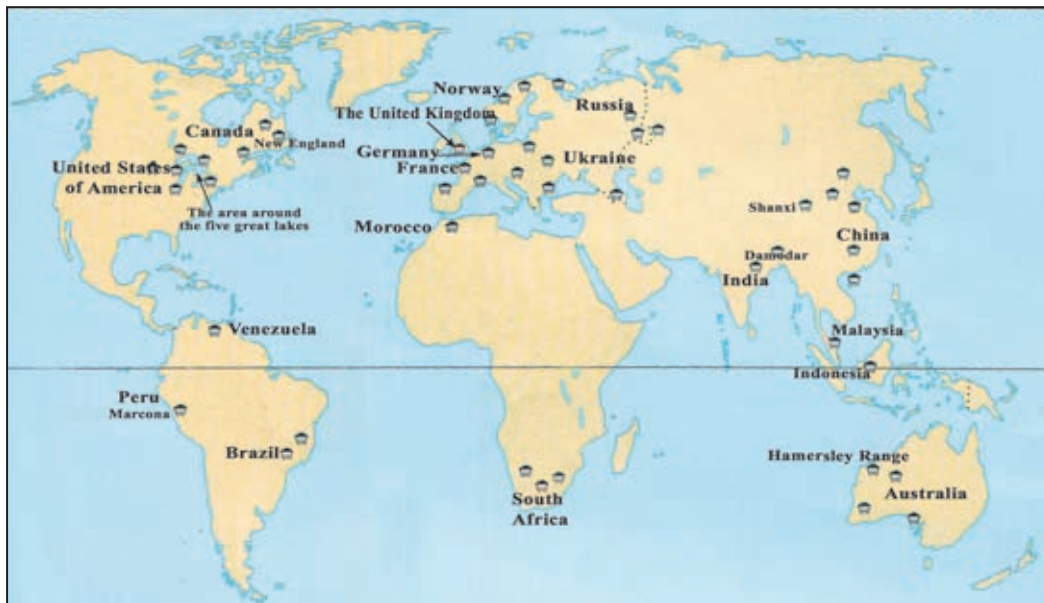 Norway
The United Kingdom
Russia
Canada
New England
Germany
Ukraine
France
United States
of America
The area around
the five great lakes
Morocco
Shanxi
China
Damodar
India
Venezuela
Malaysia
Indonesia
Peru
Marcona
Brazil
Hamersley Range
Australia
South
Africa